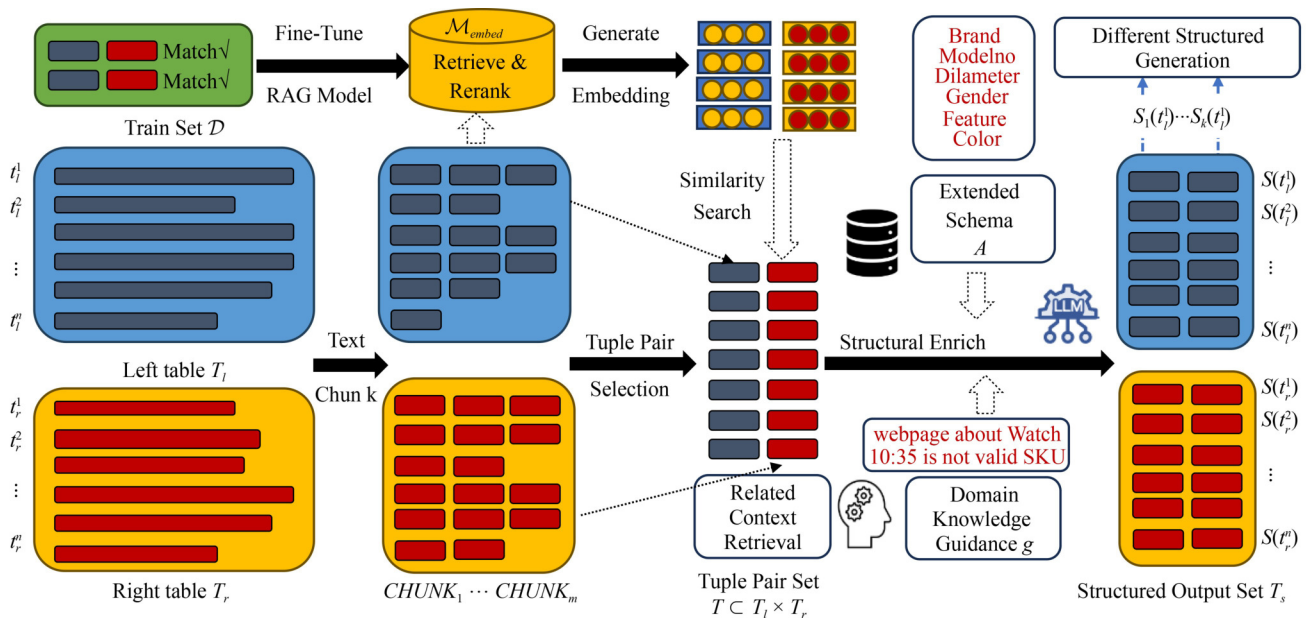 Match√
Match√
Train Set 𝒟
Fine-Tune
RAG Model
ℳ_embed
Retrieve &
Rerank
Generate
Embedding
Similarity
Search
Brand
Modelno
Dilameter
Gender
Feature
Color
Extended
Schema
A
Different Structured
Generation
S₁(t_l^1)⋯S_k(t_l^1)
t_l^1
t_l^2
⋮
t_l^n
Left table T_l
Text
Chun k
t_r^1
t_r^2
⋮
t_r^n
Right table T_r
CHUNK₁ ⋯ CHUNK_m
Tuple Pair
Selection
Related
Context
Retrieval
Tuple Pair Set
T ⊂ T_l × T_r
Structural Enrich
LLM
webpage about Watch
10:35 is not valid SKU
Domain
Knowledge
Guidance g
S(t_l^1)
S(t_l^2)
⋮
S(t_l^n)
S(t_r^1)
S(t_r^2)
⋮
S(t_r^n)
Structured Output Set T_s